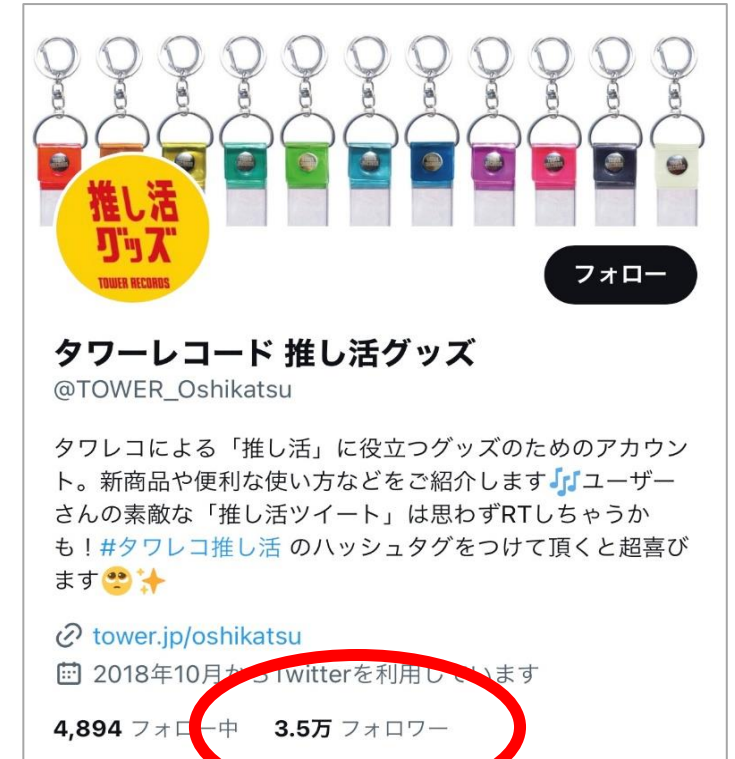 推し活
グッズ
TOWER RECORDS
フォロー
タワーレコード 推し活グッズ
@TOWER_Oshikatsu
タワレコによる「推し活」に役立つグッズのためのアカウン
ト。新商品や便利な使い方などをご紹介します🎶ユーザー
さんの素敵な「推し活ツイート」は思わずRTしちゃうか
も！#タワレコ推し活 のハッシュタグをつけて頂くと超喜び
ます🥺✨
tower.jp/oshikatsu
2018年10月からTwitterを利用しています
4,894 フォロー中 3.5万 フォロワー